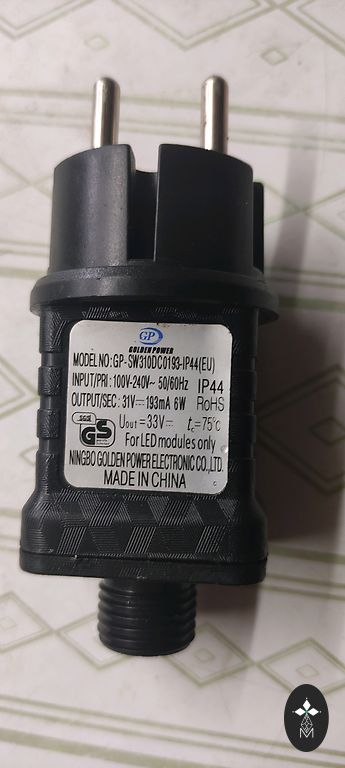 GP
GOLDEN POWER
MODEL NO: GP-SW310DC0193-IP44(EU)
INPUT/PRI: 100V-240V~ 50/60Hz IP44
OUTPUT/SEC: 31V⎓193mA 6W RoHS
GS Uout=33V⎓ tc=75℃
For LED modules only
NINGBO GOLDEN POWER ELECTRONIC CO., LTD.
MADE IN CHINA
M